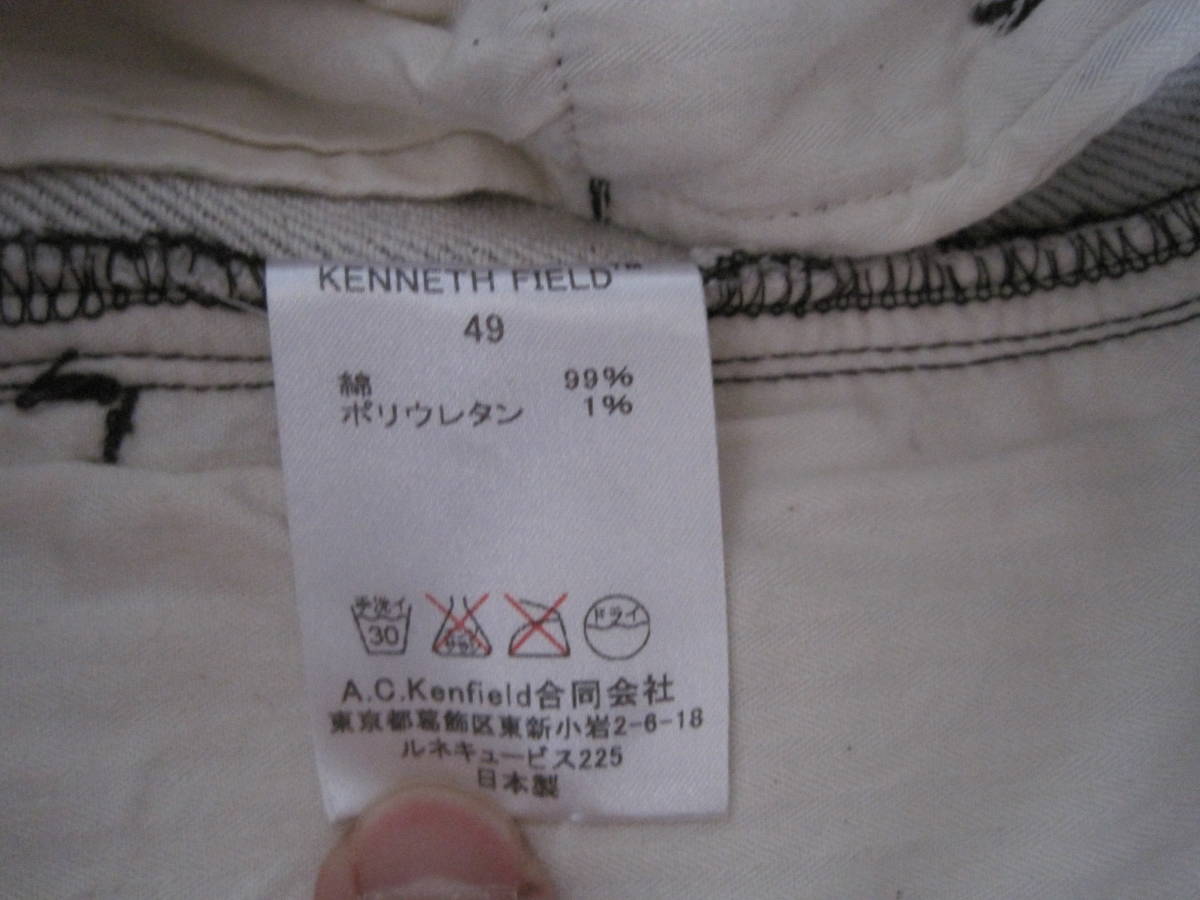 KENNETH FIELD™
49
綿 99%
ポリウレタン 1%
手洗イ 30 ドライ
A.C.Kenfield合同会社
東京都葛飾区東新小岩2-6-18
ルネキュービス225
日本製